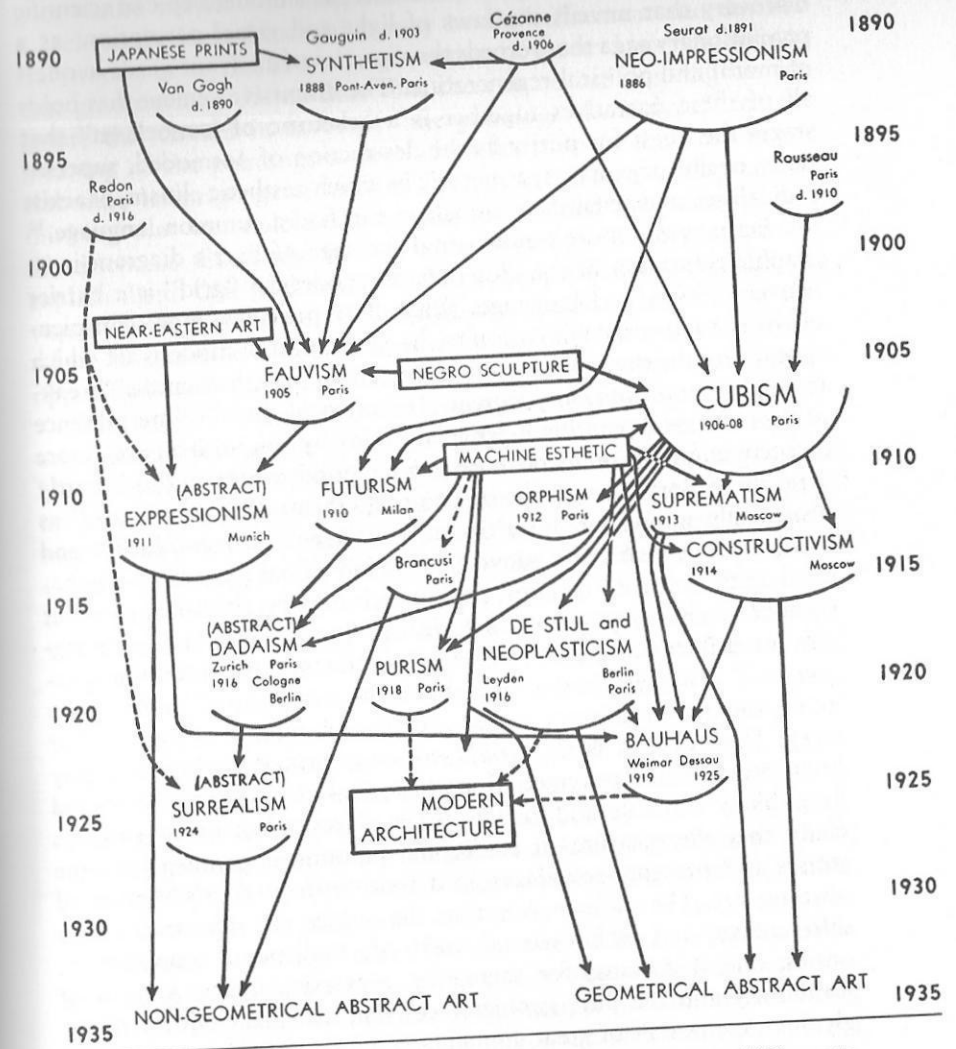 1890
JAPANESE PRINTS
Gauguin d. 1903
SYNTHETISM
1888 Pont-Aven, Paris
Cézanne
Provence
d. 1906
Seurat d. 1891
NEO-IMPRESSIONISM
1886 Paris
1890
Van Gogh
d. 1890
1895
1895
Redon
Paris
d. 1916
Rousseau
Paris
d. 1910
1900
1900
NEAR-EASTERN ART
1905
1905
FAUVISM
1905 Paris
NEGRO SCULPTURE
CUBISM
1906-08 Paris
MACHINE ESTHETIC
1910
1910
(ABSTRACT)
EXPRESSIONISM
1911 Munich
FUTURISM
1910 Milan
ORPHISM
1912 Paris
SUPREMATISM
1913 Moscow
Brancusi
Paris
CONSTRUCTIVISM
1914 Moscow
1915
1915
(ABSTRACT)
DADAISM
Zurich Paris
1916 Cologne
Berlin
PURISM
1918 Paris
DE STIJL and
NEOPLASTICISM
Leyden Berlin
1916 Paris
1920
1920
BAUHAUS
Weimar Dessau
1919 1925
(ABSTRACT)
SURREALISM
1924 Paris
MODERN
ARCHITECTURE
1925
1925
1930
1930
NON-GEOMETRICAL ABSTRACT ART
GEOMETRICAL ABSTRACT ART
1935
1935